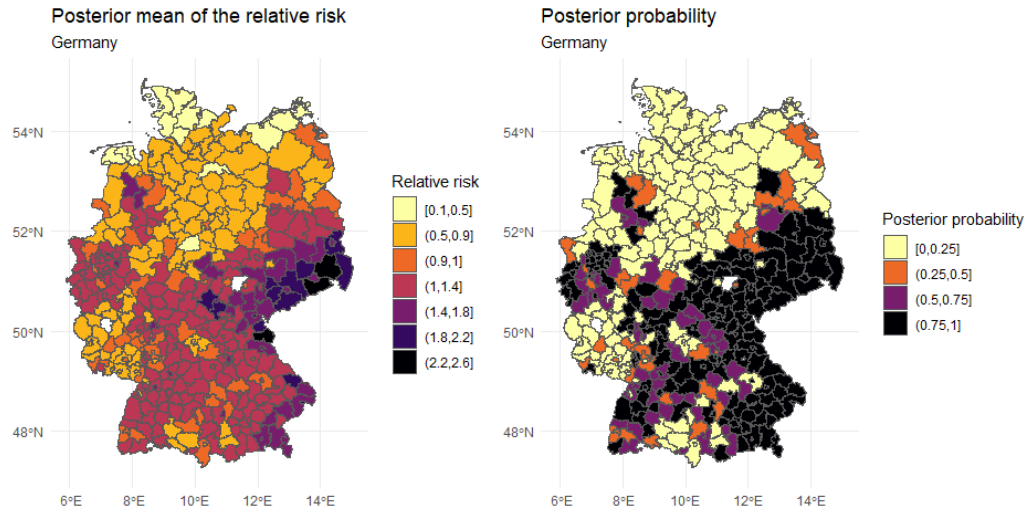 Posterior mean of the relative risk
Germany
54°N
52°N
50°N
48°N
6°E 8°E 10°E 12°E 14°E
Relative risk
[0.1,0.5]
(0.5,0.9]
(0.9,1]
(1,1.4]
(1.4,1.8]
(1.8,2.2]
(2.2,2.6]
Posterior probability
Germany
54°N
52°N
50°N
48°N
6°E 8°E 10°E 12°E 14°E
Posterior probability
[0,0.25]
(0.25,0.5]
(0.5,0.75]
(0.75,1]